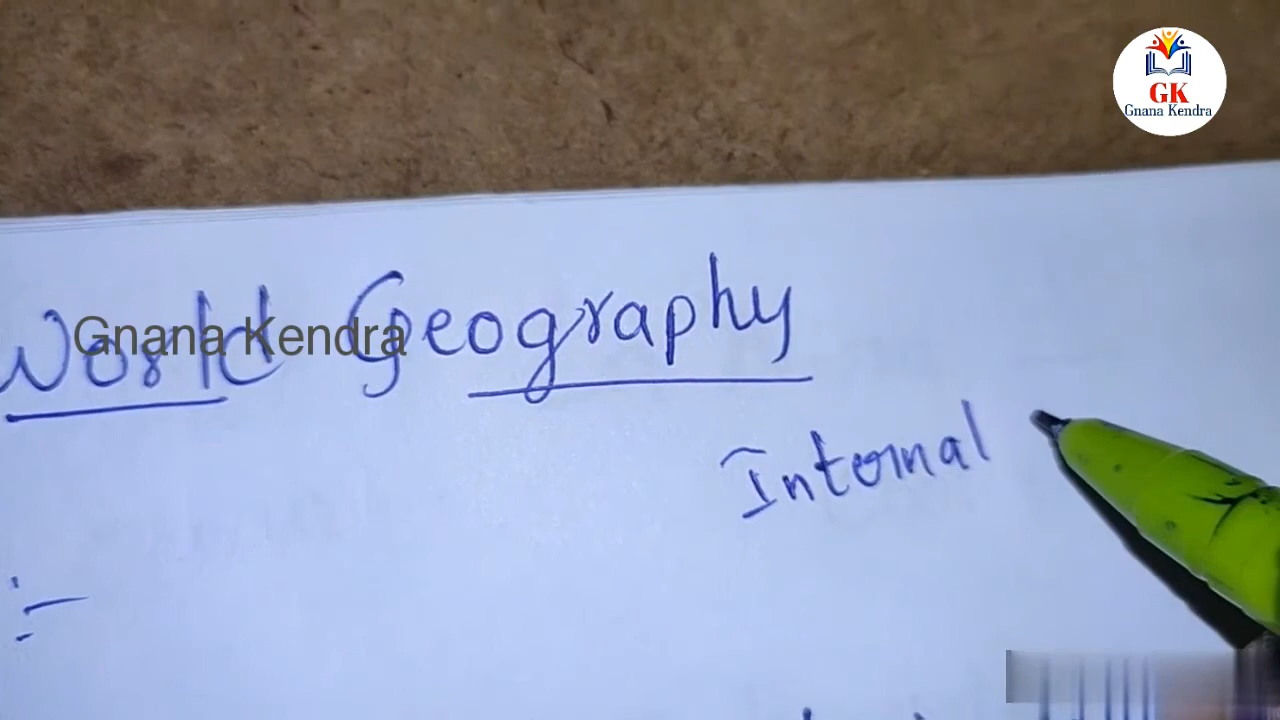 GK
Gnana Kendra
World Geography
Gnana Kendra
Internal
:-